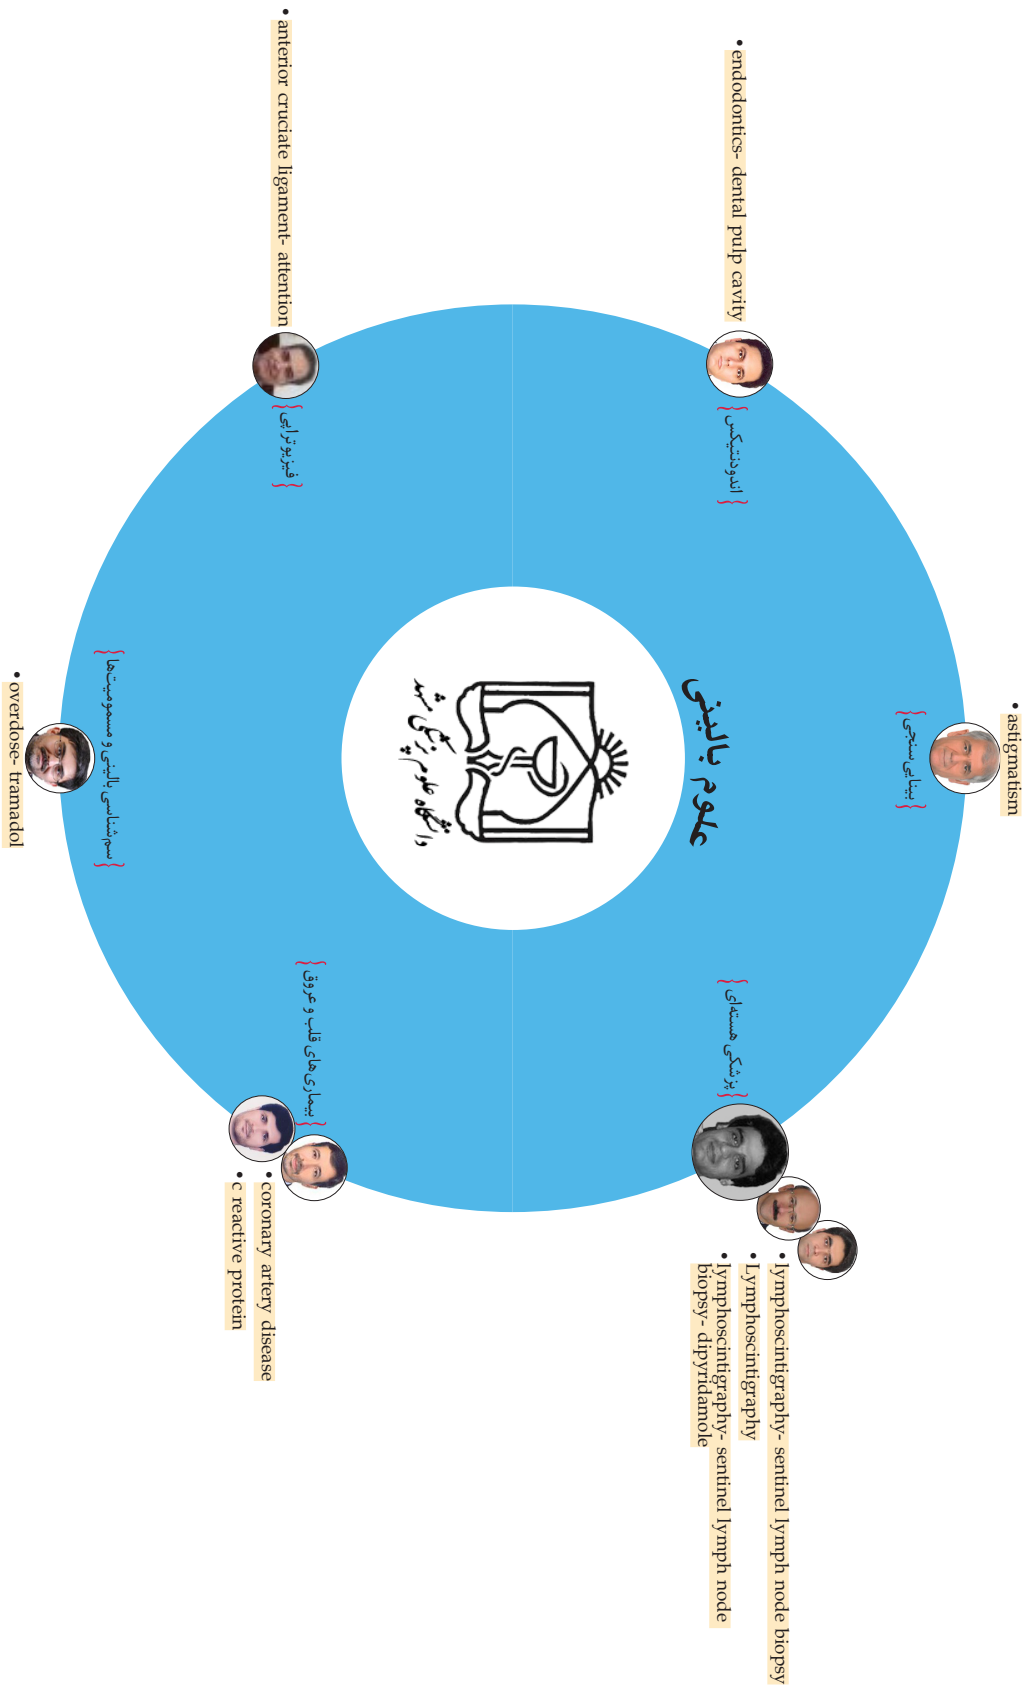 • astigmatism
{ بینایی‌سنجی }
• endodontics- dental pulp cavity
{ اندودنتیکس }
{ پزشکی هسته‌ای }
• lymphoscintigraphy- sentinel lymph node biopsy
• Lymphoscintigraphy
• lymphoscintigraphy- sentinel lymph node
biopsy- dipyridamole
علوم بالینی
دانشگاه علوم پزشکی مشهد
• anterior cruciate ligament- attention
{ فیزیوتراپی }
{ بیماری‌های قلب و عروق }
• coronary artery disease
• c reactive protein
{ سم‌شناسی بالینی و مسمومیت‌ها }
• overdose- tramadol